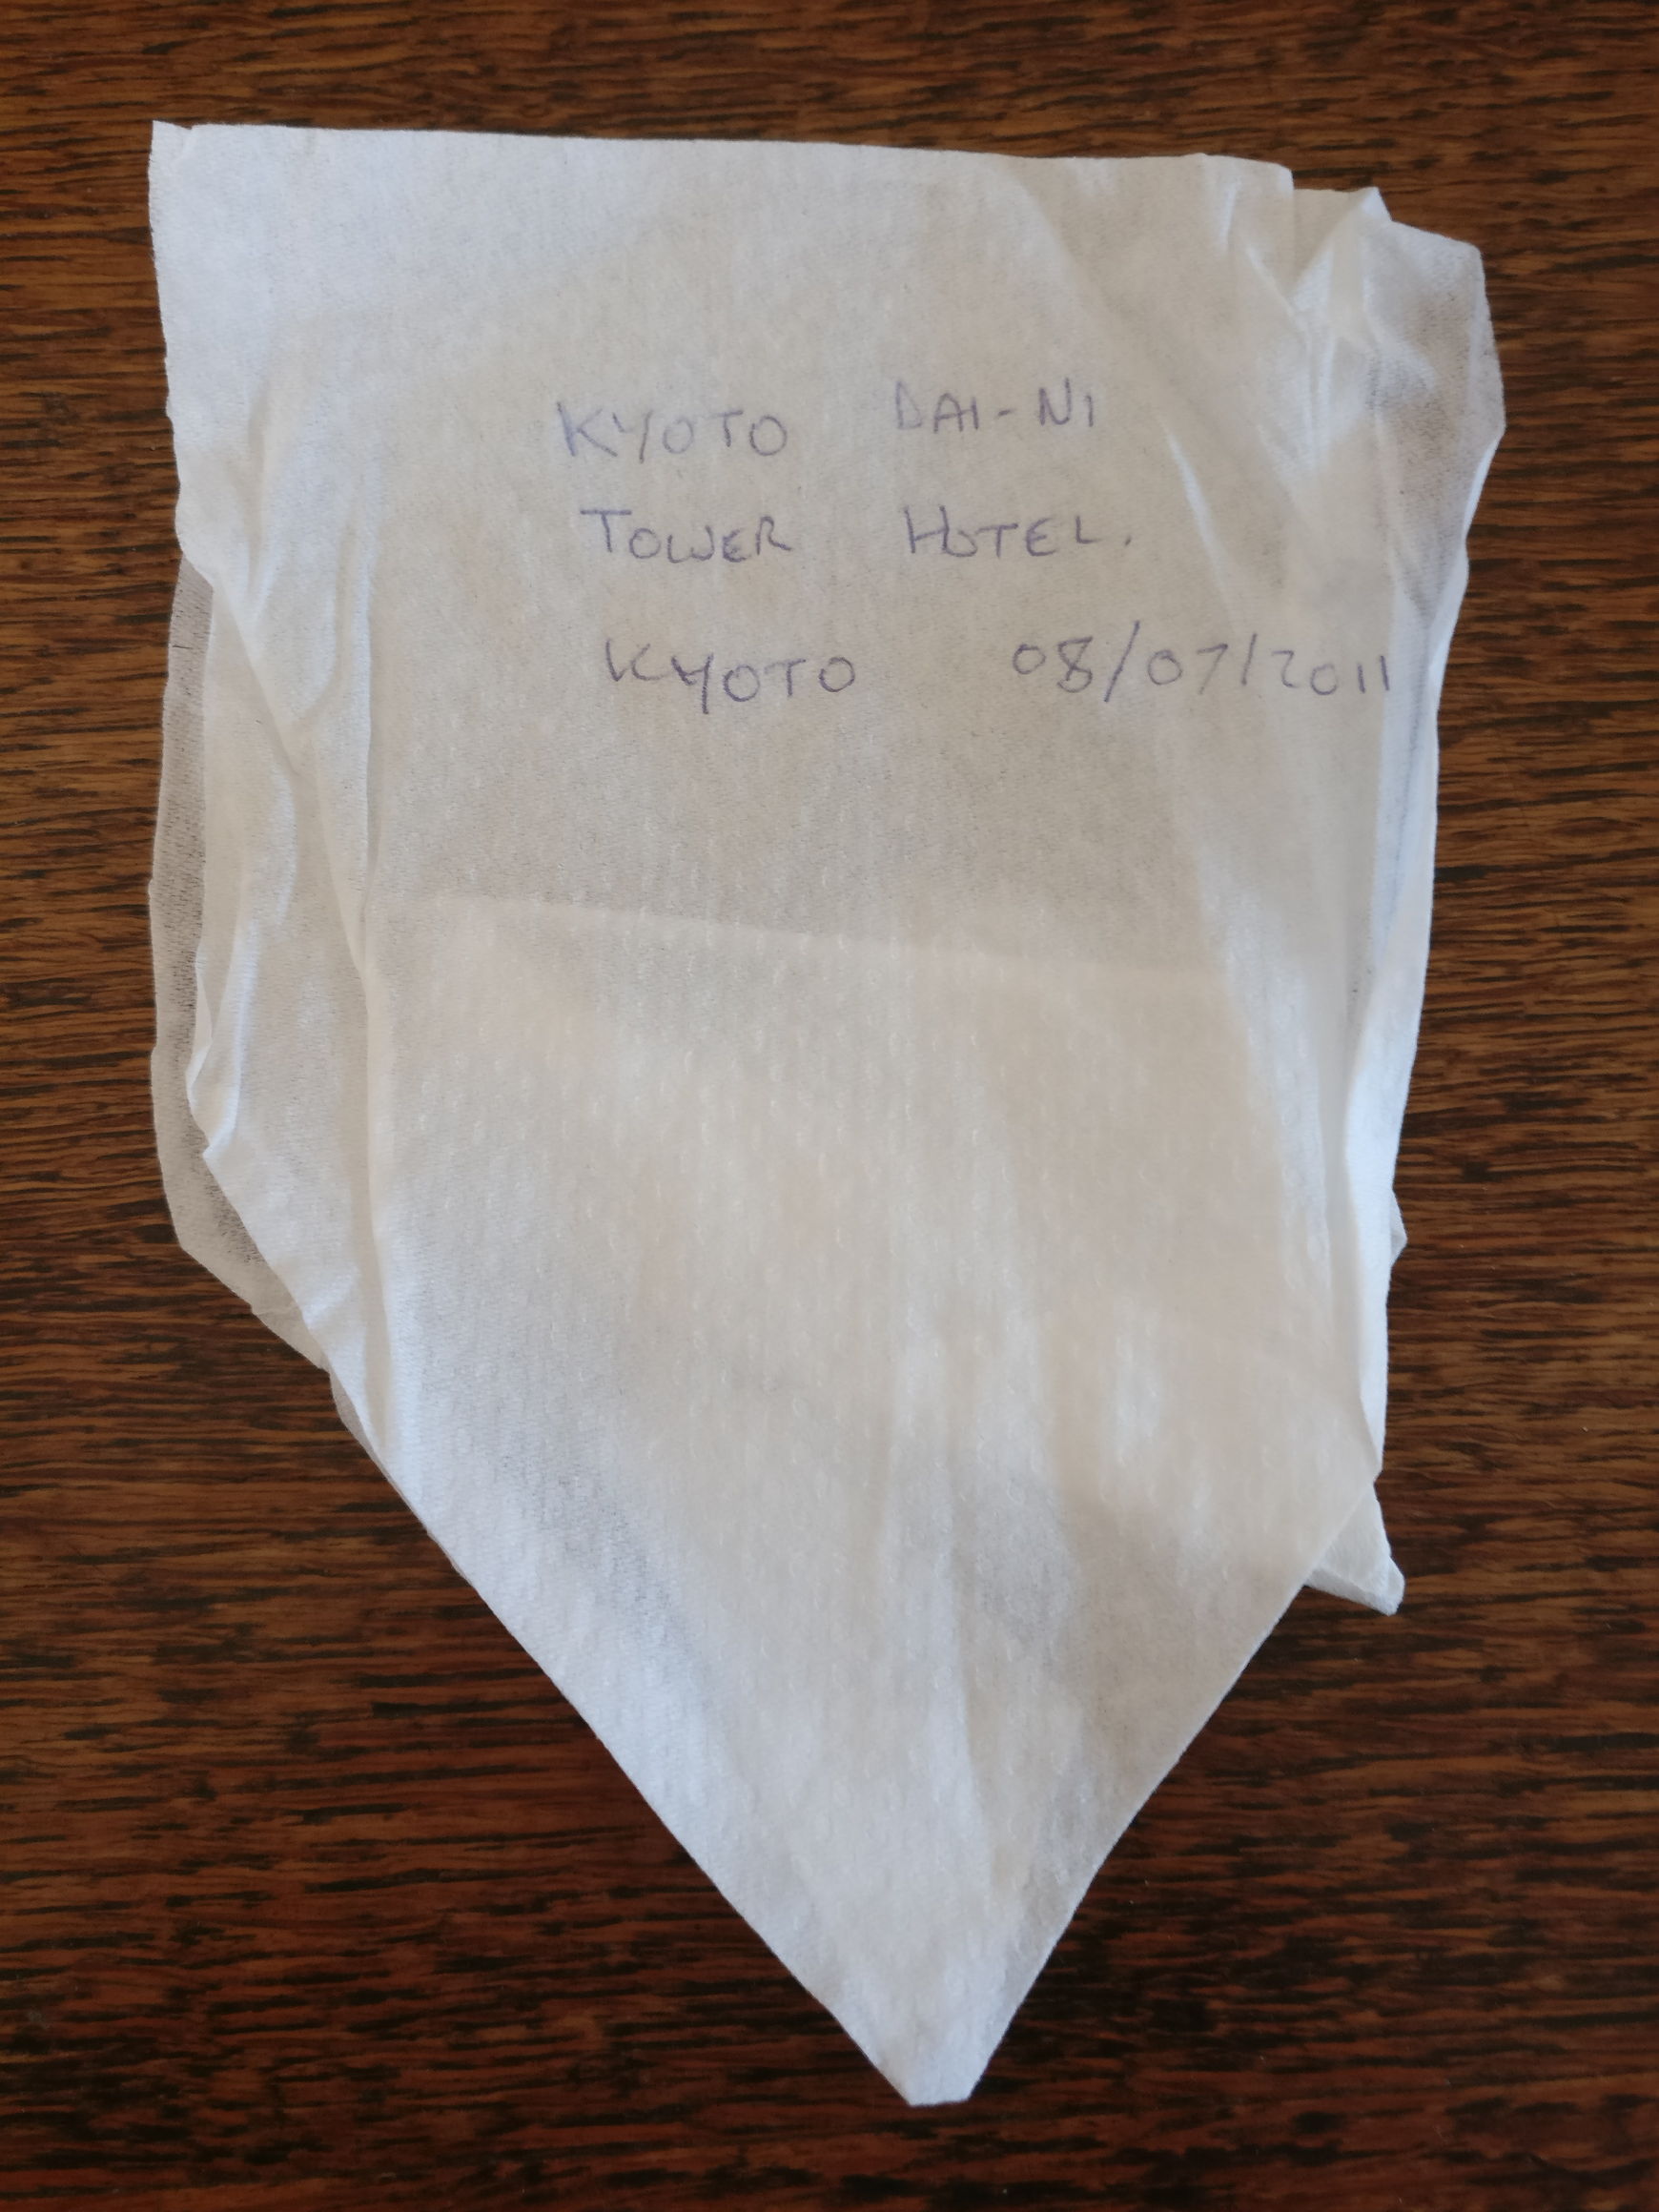 KYOTO DAI-NI
TOWER HOTEL.
KYOTO 08/07/2011